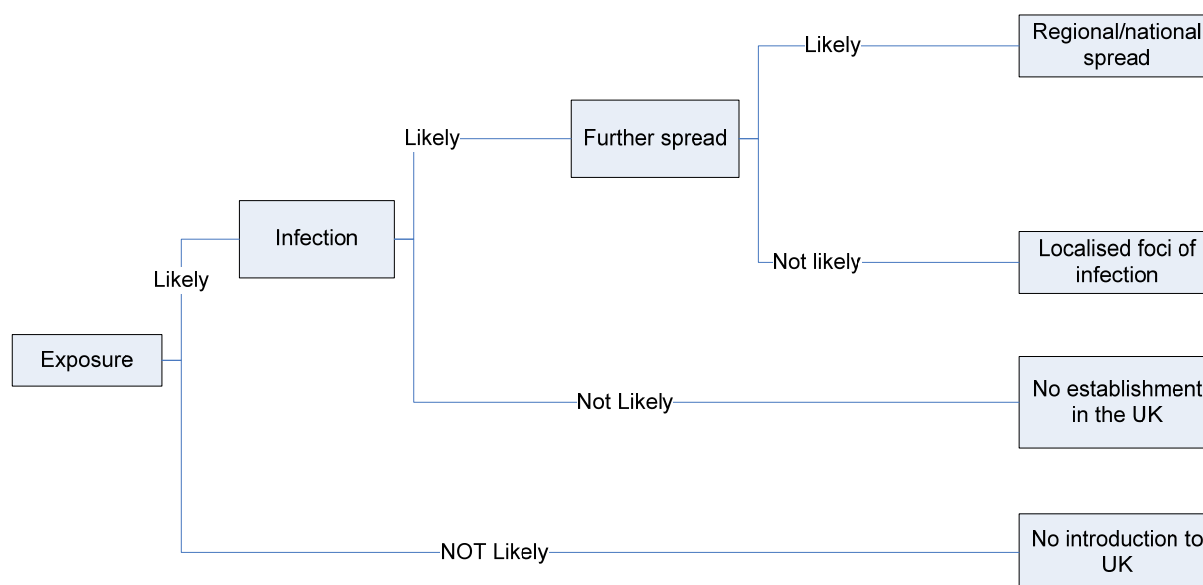 Likely
Regional/national
spread
Likely
Further spread
Infection
Not likely
Localised foci of
infection
Likely
Exposure
Not Likely
No establishment
in the UK
NOT Likely
No introduction to
UK